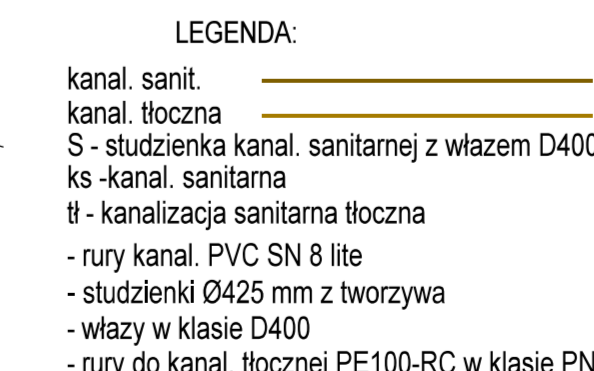 LEGENDA:
kanal. sanit.
kanal. tłoczna
S - studzienka kanal. sanitarnej z włazem D400
ks -kanal. sanitarna
tł - kanalizacja sanitarna tłoczna
- rury kanal. PVC SN 8 lite
- studzienki Ø425 mm z tworzywa
- włazy w klasie D400
- rury do kanal. tłocznej PE100-RC w klasie PN